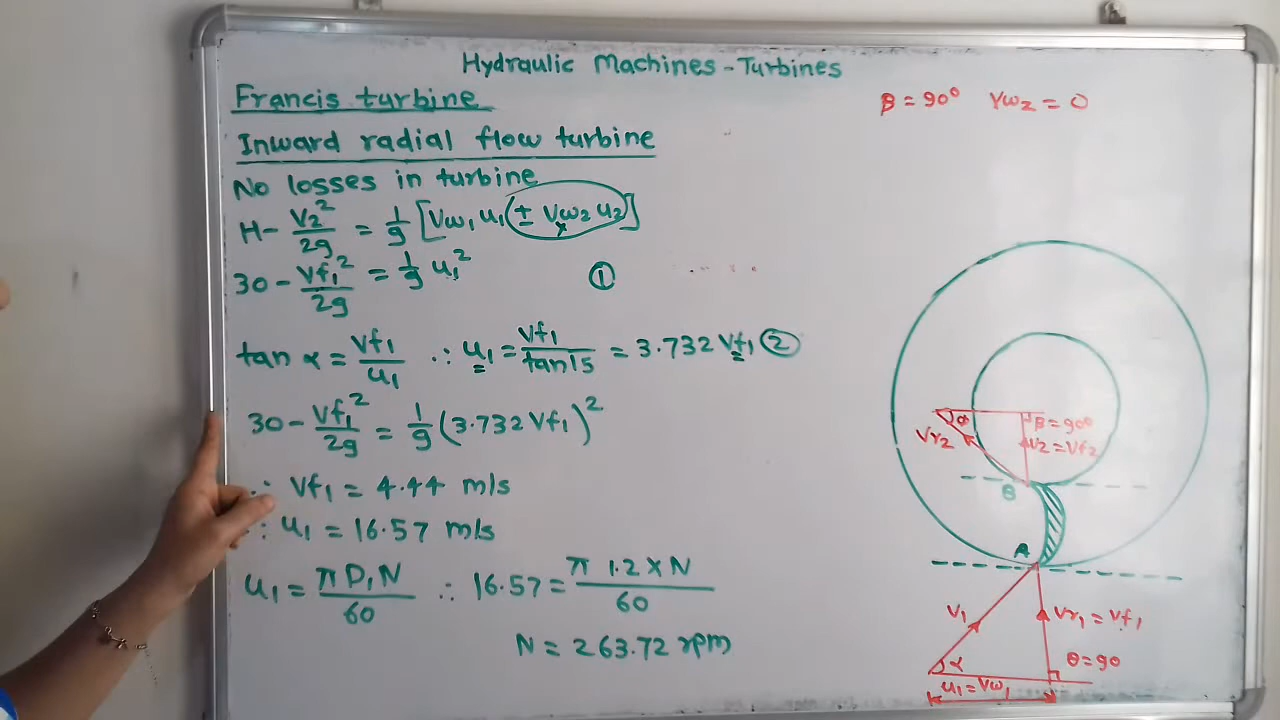 Hydraulic Machines - Turbines
Francis turbine
β = 90° Vw₂ = 0
Inward radial flow turbine
No losses in turbine
H - V₂²/2g = 1/g [Vw₁ u₁ (± Vw₂ u₂)]
30 - Vf₁²/2g = 1/g u₁² ①
tan α = Vf₁/u₁ ∴ u₁ = Vf₁/tan15 = 3.732 Vf₁ ②
30 - Vf₁²/2g = 1/g (3.732 Vf₁)²
∴ Vf₁ = 4.44 m/s
∴ u₁ = 16.57 m/s
u₁ = π D₁ N/60 ∴ 16.57 = π 1.2 × N/60
N = 263.72 rpm
Φ β = 90°
Vr₂ V₂ = Vf₂
B
A
V₁ Vr₁ = Vf₁
α θ = 90
u₁ = Vw₁